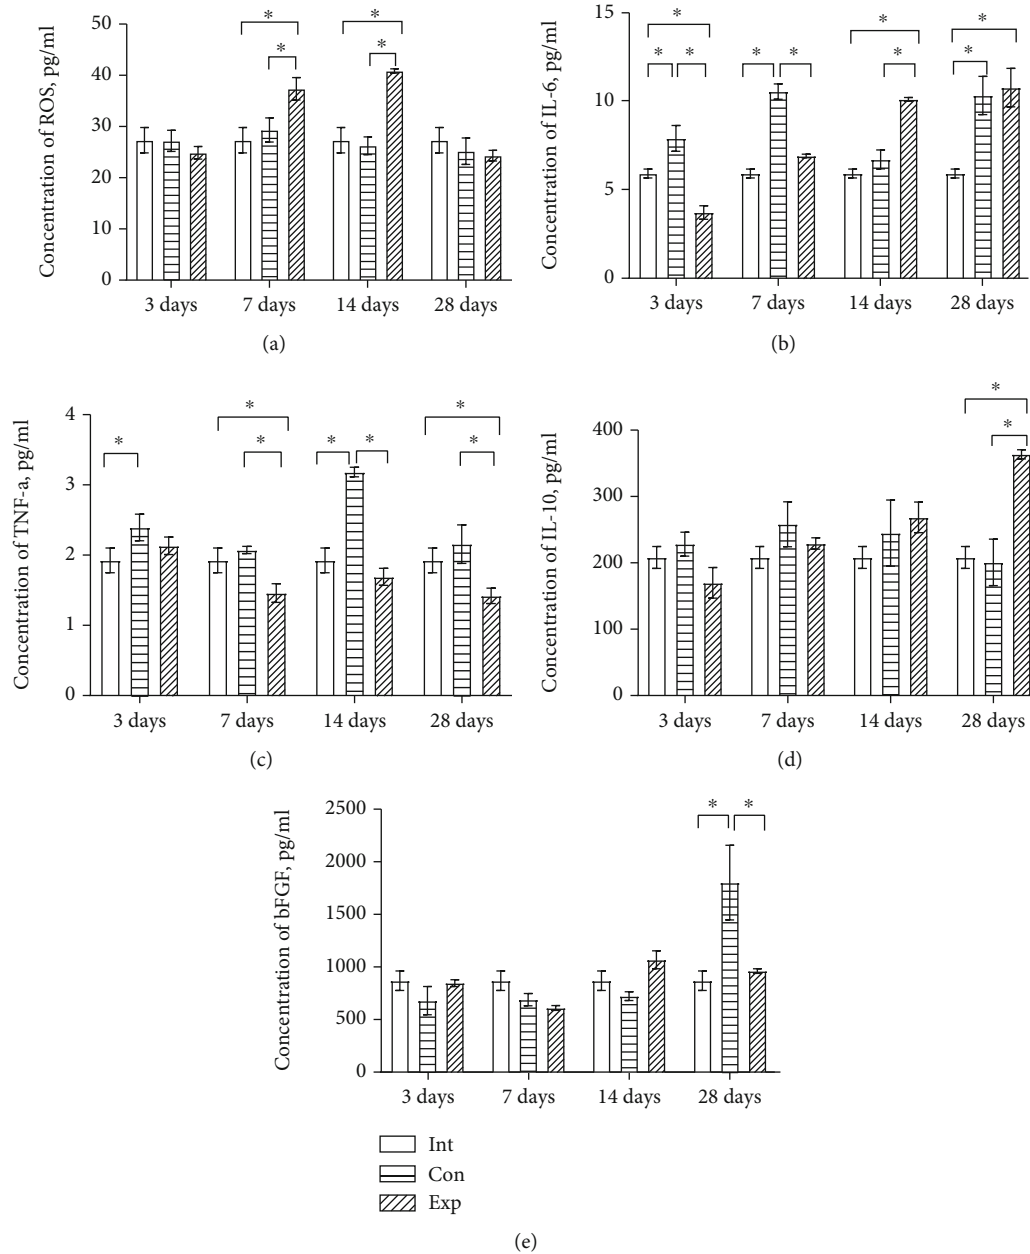 Concentration of ROS, pg/ml
50
40
30
20
10
0
* * * *
3 days 7 days 14 days 28 days
(a)
Concentration of IL-6, pg/ml
15
10
5
0
* * * * * * * * *
3 days 7 days 14 days 28 days
(b)
Concentration of TNF-a, pg/ml
4
3
2
1
0
* * * * * * *
3 days 7 days 14 days 28 days
(c)
Concentration of IL-10, pg/ml
400
300
200
100
0
* *
3 days 7 days 14 days 28 days
(d)
Concentration of bFGF, pg/ml
2500
2000
1500
1000
500
0
* *
3 days 7 days 14 days 28 days
Int
Con
Exp
(e)